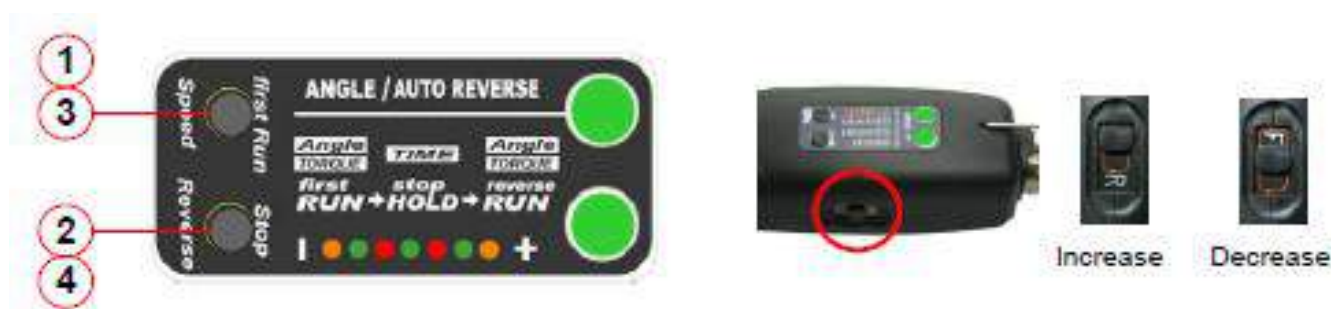 1
3
2
4
Speed
first Run
Reverse
Stop
ANGLE / AUTO REVERSE
Angle TIME Angle
TORQUE TORQUE
first stop reverse
RUN → HOLD → RUN
- +
R
F
Increase Decrease